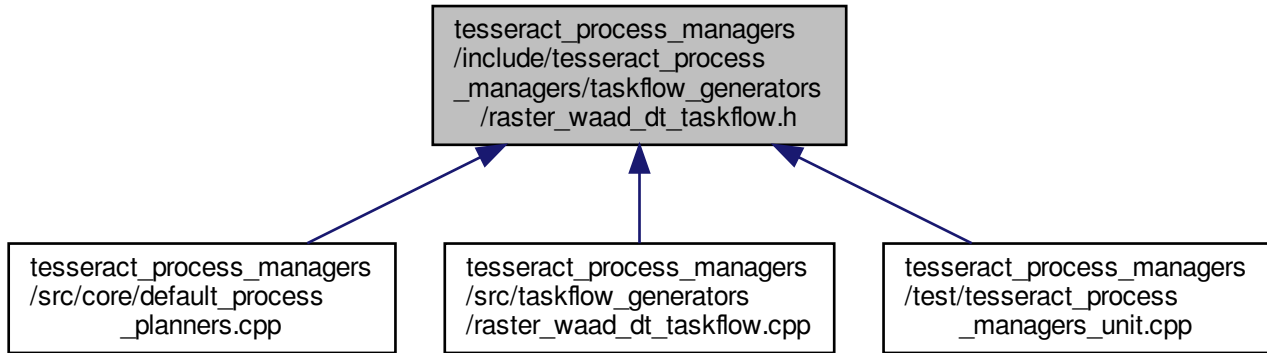 tesseract_process_managers
/include/tesseract_process
_managers/taskflow_generators
/raster_waad_dt_taskflow.h
tesseract_process_managers
/src/core/default_process
_planners.cpp
tesseract_process_managers
/src/taskflow_generators
/raster_waad_dt_taskflow.cpp
tesseract_process_managers
/test/tesseract_process
_managers_unit.cpp